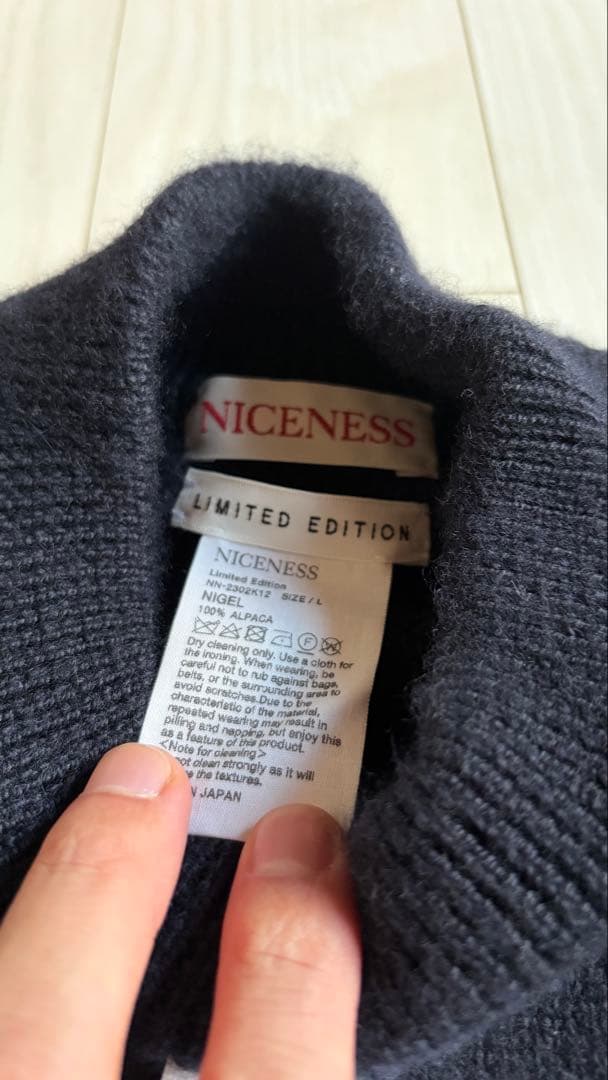 NICENESS
LIMITED EDITION
NICENESS
Limited Edition
NN-2302K12 SIZE / L
NIGEL
100% ALPACA
F W
Dry cleaning only. Use a cloth for
the ironing. When wearing, be
careful not to rub against bags,
belts, or the surrounding area to
avoid scratches.Due to the
characteristic of the material,
repeated wearing may result in
pilling and napping, but enjoy this
as a feature of this product.
<Note for cleaning>
not clean strongly as it will
the textures.
JAPAN